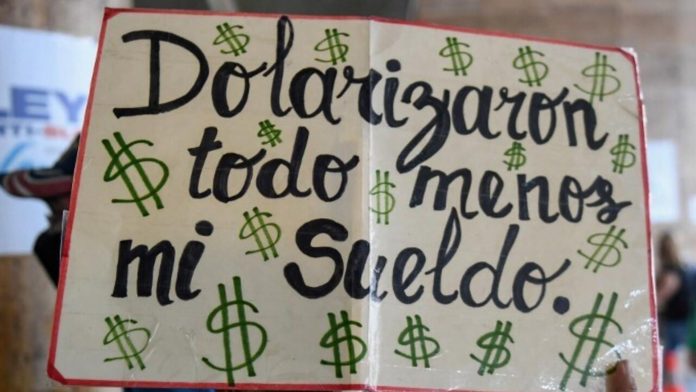 Dolarizaron
todo menos
mi Sueldo.
$ $ $ $ $
$ $ $ $
$ $ $ $
$ $ $ $ $ $
LEY